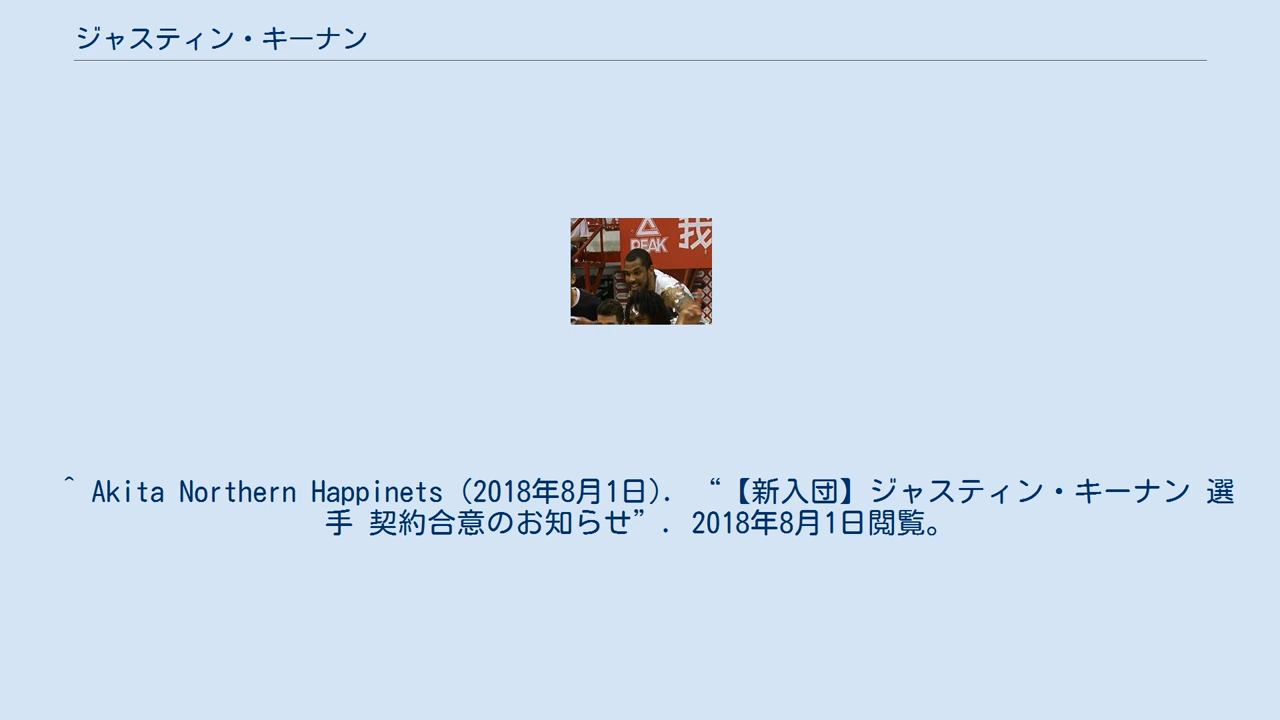 ジャスティン・キーナン
PEAK
我
^ Akita Northern Happinets (2018年8月1日). “【新入団】ジャスティン・キーナン 選
手 契約合意のお知らせ”. 2018年8月1日閲覧。